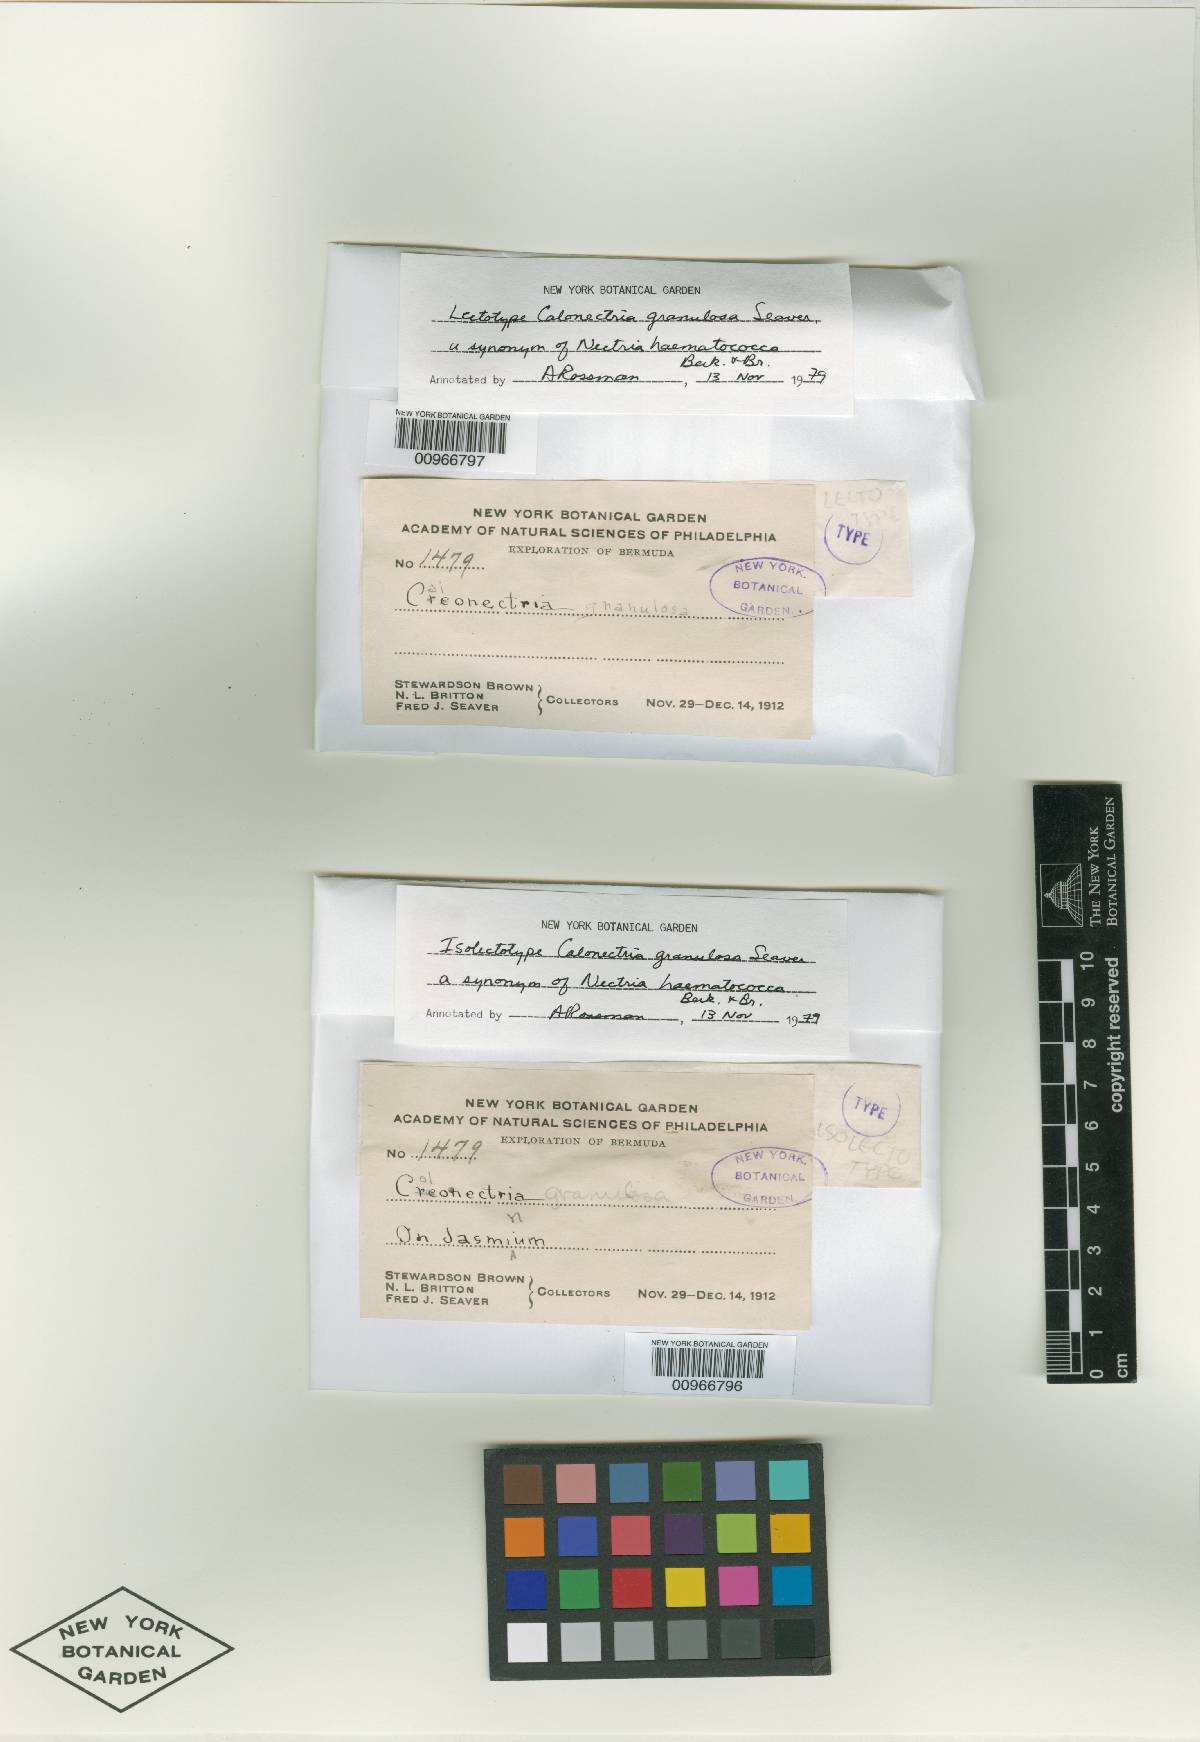 NEW YORK BOTANICAL GARDEN
Lectotype Calonectria granulosa Seaver,
a synonym of Nectria haematococca
Berk. & Br.
Annotated by ARossman, 13 Nov 1979
NEW YORK BOTANICAL GARDEN
00966797
NEW YORK BOTANICAL GARDEN
ACADEMY OF NATURAL SCIENCES OF PHILADELPHIA
EXPLORATION OF BERMUDA
No 1479
al
Creonectria granulosa
STEWARDSON BROWN
N. L. BRITTON
FRED J. SEAVER
COLLECTORS NOV. 29–DEC. 14, 1912
NEW YORK
BOTANICAL
GARDEN.
LECTO
TYPE
TYPE
NEW YORK BOTANICAL GARDEN
Isolectotype Calonectria granulosa Seaver
a synonym of Nectria haematococca
Berk. & Br.
Annotated by ARossman, 13 Nov 1979
NEW YORK BOTANICAL GARDEN
ACADEMY OF NATURAL SCIENCES OF PHILADELPHIA
EXPLORATION OF BERMUDA
No 1479
al
Creonectria granulosa
n
On Jasmium
STEWARDSON BROWN
N. L. BRITTON
FRED J. SEAVER
COLLECTORS NOV. 29–DEC. 14, 1912
NEW YORK
BOTANICAL
GARDEN
TYPE
ISOLECTO
TYPE
NEW YORK BOTANICAL GARDEN
00966796
THE NEW YORK
BOTANICAL GARDEN
copyright reserved
0 1 2 3 4 5 6 7 8 9 10
cm
NEW YORK
BOTANICAL
GARDEN